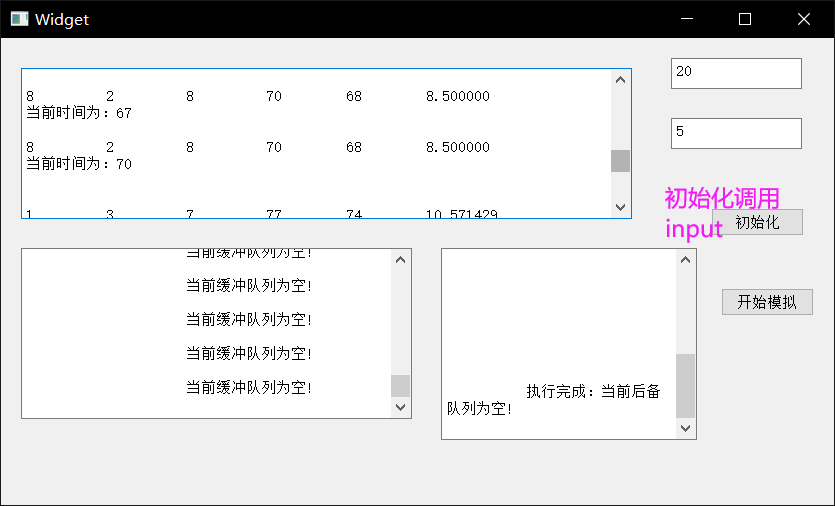 Widget
8 2 8 70 68 8.500000
当前时间为：67
8 2 8 70 68 8.500000
当前时间为：70
1 3 7 77 74 10.571429
20
5
初始化调用
input
初始化
开始模拟
当前缓冲队列为空！
当前缓冲队列为空！
当前缓冲队列为空！
当前缓冲队列为空！
当前缓冲队列为空！
执行完成：当前后备
队列为空！